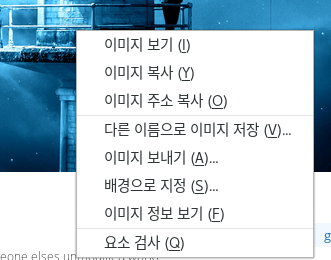 이미지 보기 (I)
이미지 복사 (Y)
이미지 주소 복사 (O)
다른 이름으로 이미지 저장 (V)...
이미지 보내기 (A)...
배경으로 지정 (S)...
이미지 정보 보기 (F)
요소 검사 (Q)
g
eone elses